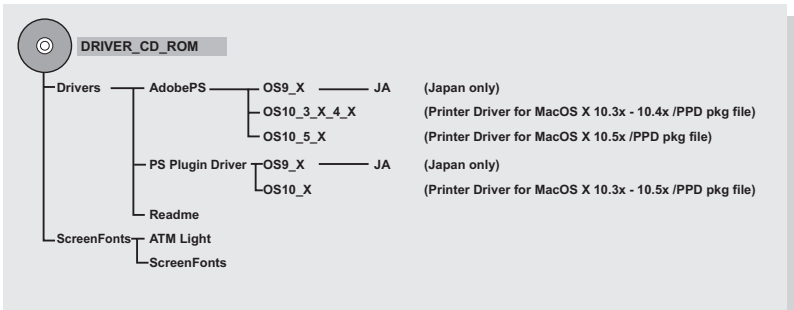 DRIVER_CD_ROM
Drivers AdobePS OS9_X JA (Japan only)
OS10_3_X_4_X (Printer Driver for MacOS X 10.3x - 10.4x /PPD pkg file)
OS10_5_X (Printer Driver for MacOS X 10.5x /PPD pkg file)
PS Plugin Driver OS9_X JA (Japan only)
OS10_X (Printer Driver for MacOS X 10.3x - 10.5x /PPD pkg file)
Readme
ScreenFonts ATM Light
ScreenFonts